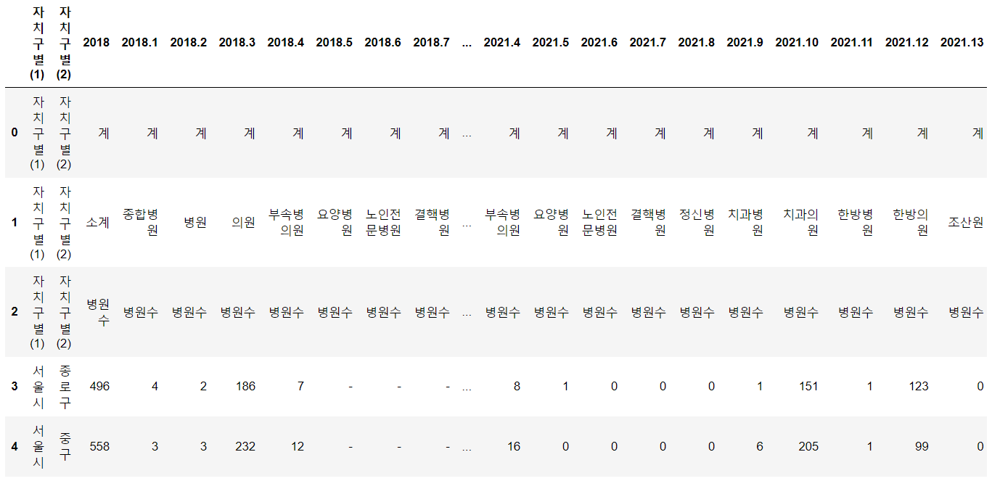 자치구별(1) 자치구별(2) 2018 2018.1 2018.2 2018.3 2018.4 2018.5 2018.6 2018.7 ... 2021.4 2021.5 2021.6 2021.7 2021.8 2021.9 2021.10 2021.11 2021.12 2021.13
0 자치구별(1) 자치구별(2) 계 계 계 계 계 계 계 계 ... 계 계 계 계 계 계 계 계 계 계
1 자치구별(1) 자치구별(2) 소계 종합병원 병원 의원 부속병의원 요양병원 노인전문병원 결핵병원 ... 부속병의원 요양병원 노인전문병원 결핵병원 정신병원 치과병원 치과의원 한방병원 한방의원 조산원
2 자치구별(1) 자치구별(2) 병원수 병원수 병원수 병원수 병원수 병원수 병원수 병원수 ... 병원수 병원수 병원수 병원수 병원수 병원수 병원수 병원수 병원수 병원수
3 서울시 종로구 496 4 2 186 7 - - - ... 8 1 0 0 0 1 151 1 123 0
4 서울시 중구 558 3 3 232 12 - - - ... 16 0 0 0 0 6 205 1 99 0